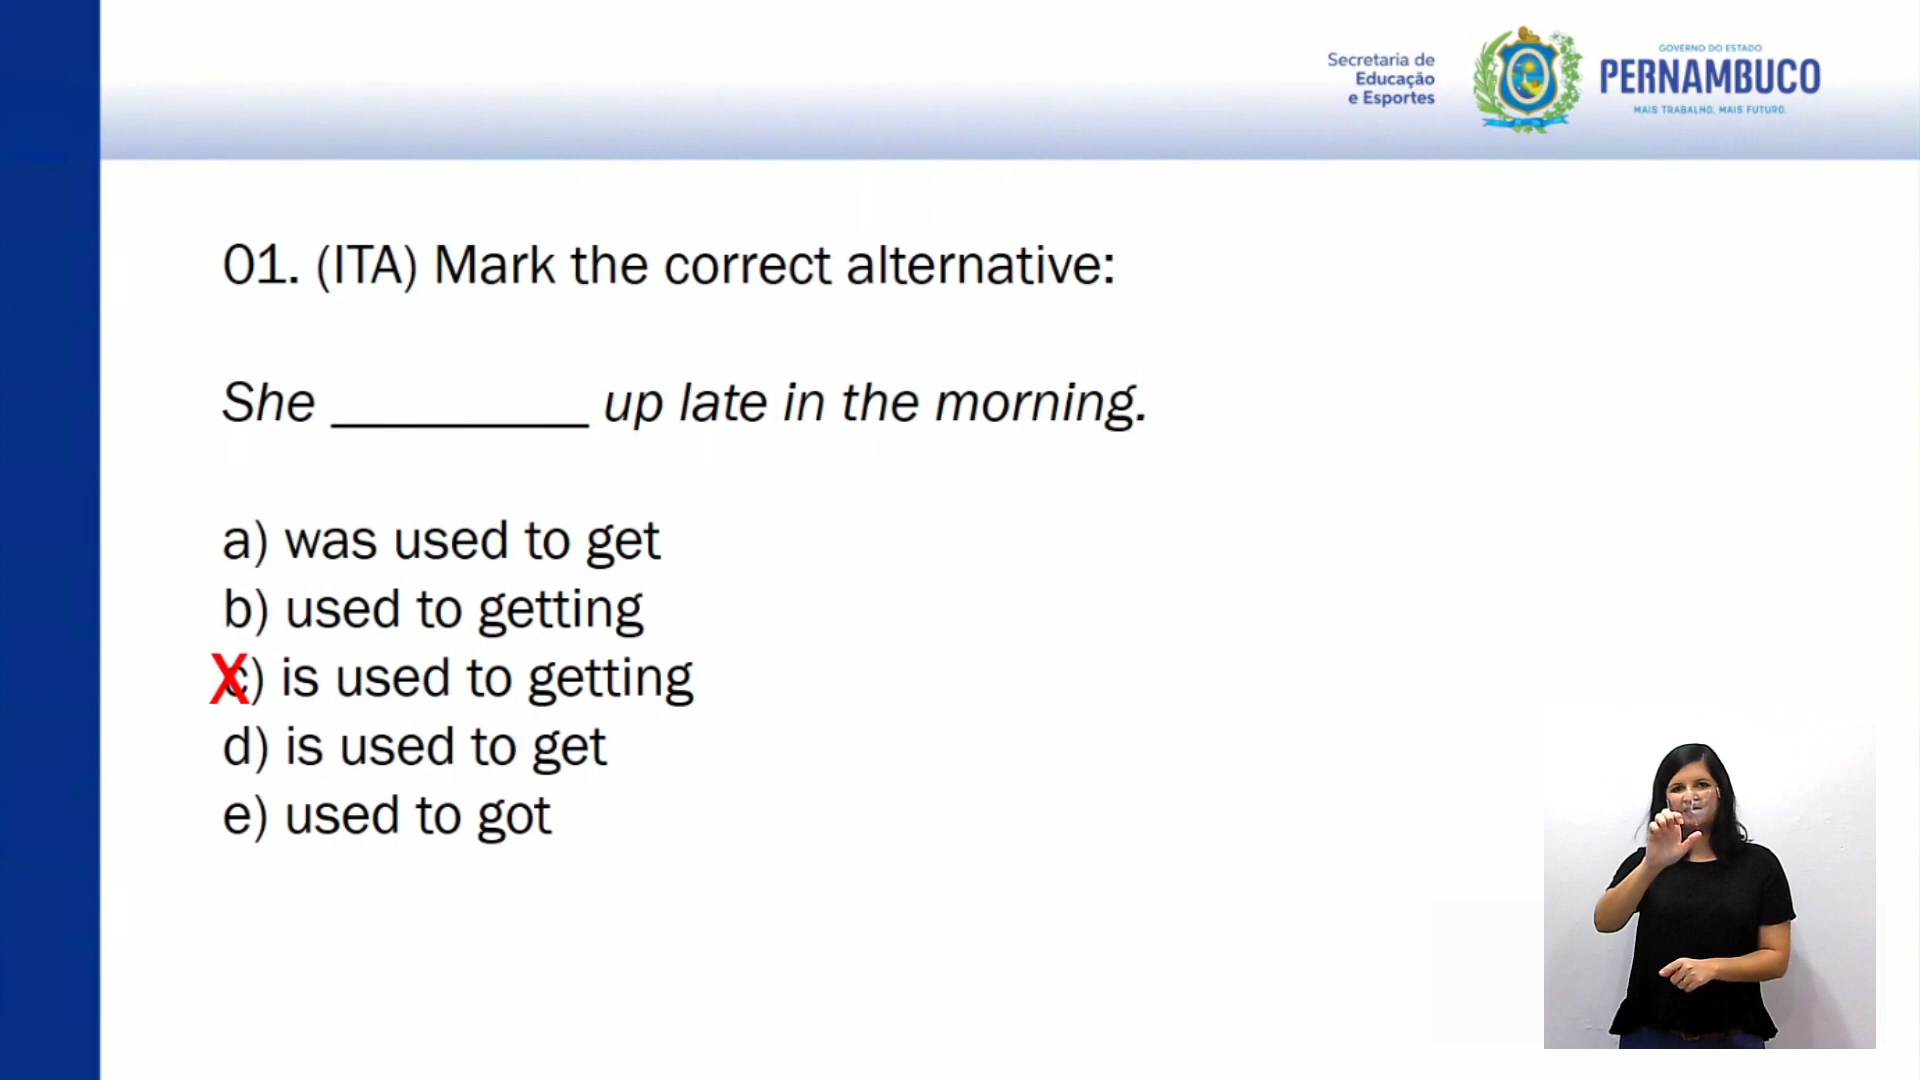 Secretaria de
Educação
e Esportes
GOVERNO DO ESTADO
PERNAMBUCO
MAIS TRABALHO, MAIS FUTURO.
01. (ITA) Mark the correct alternative:
She _________ up late in the morning.
a) was used to get
b) used to getting
X c) is used to getting
d) is used to get
e) used to got